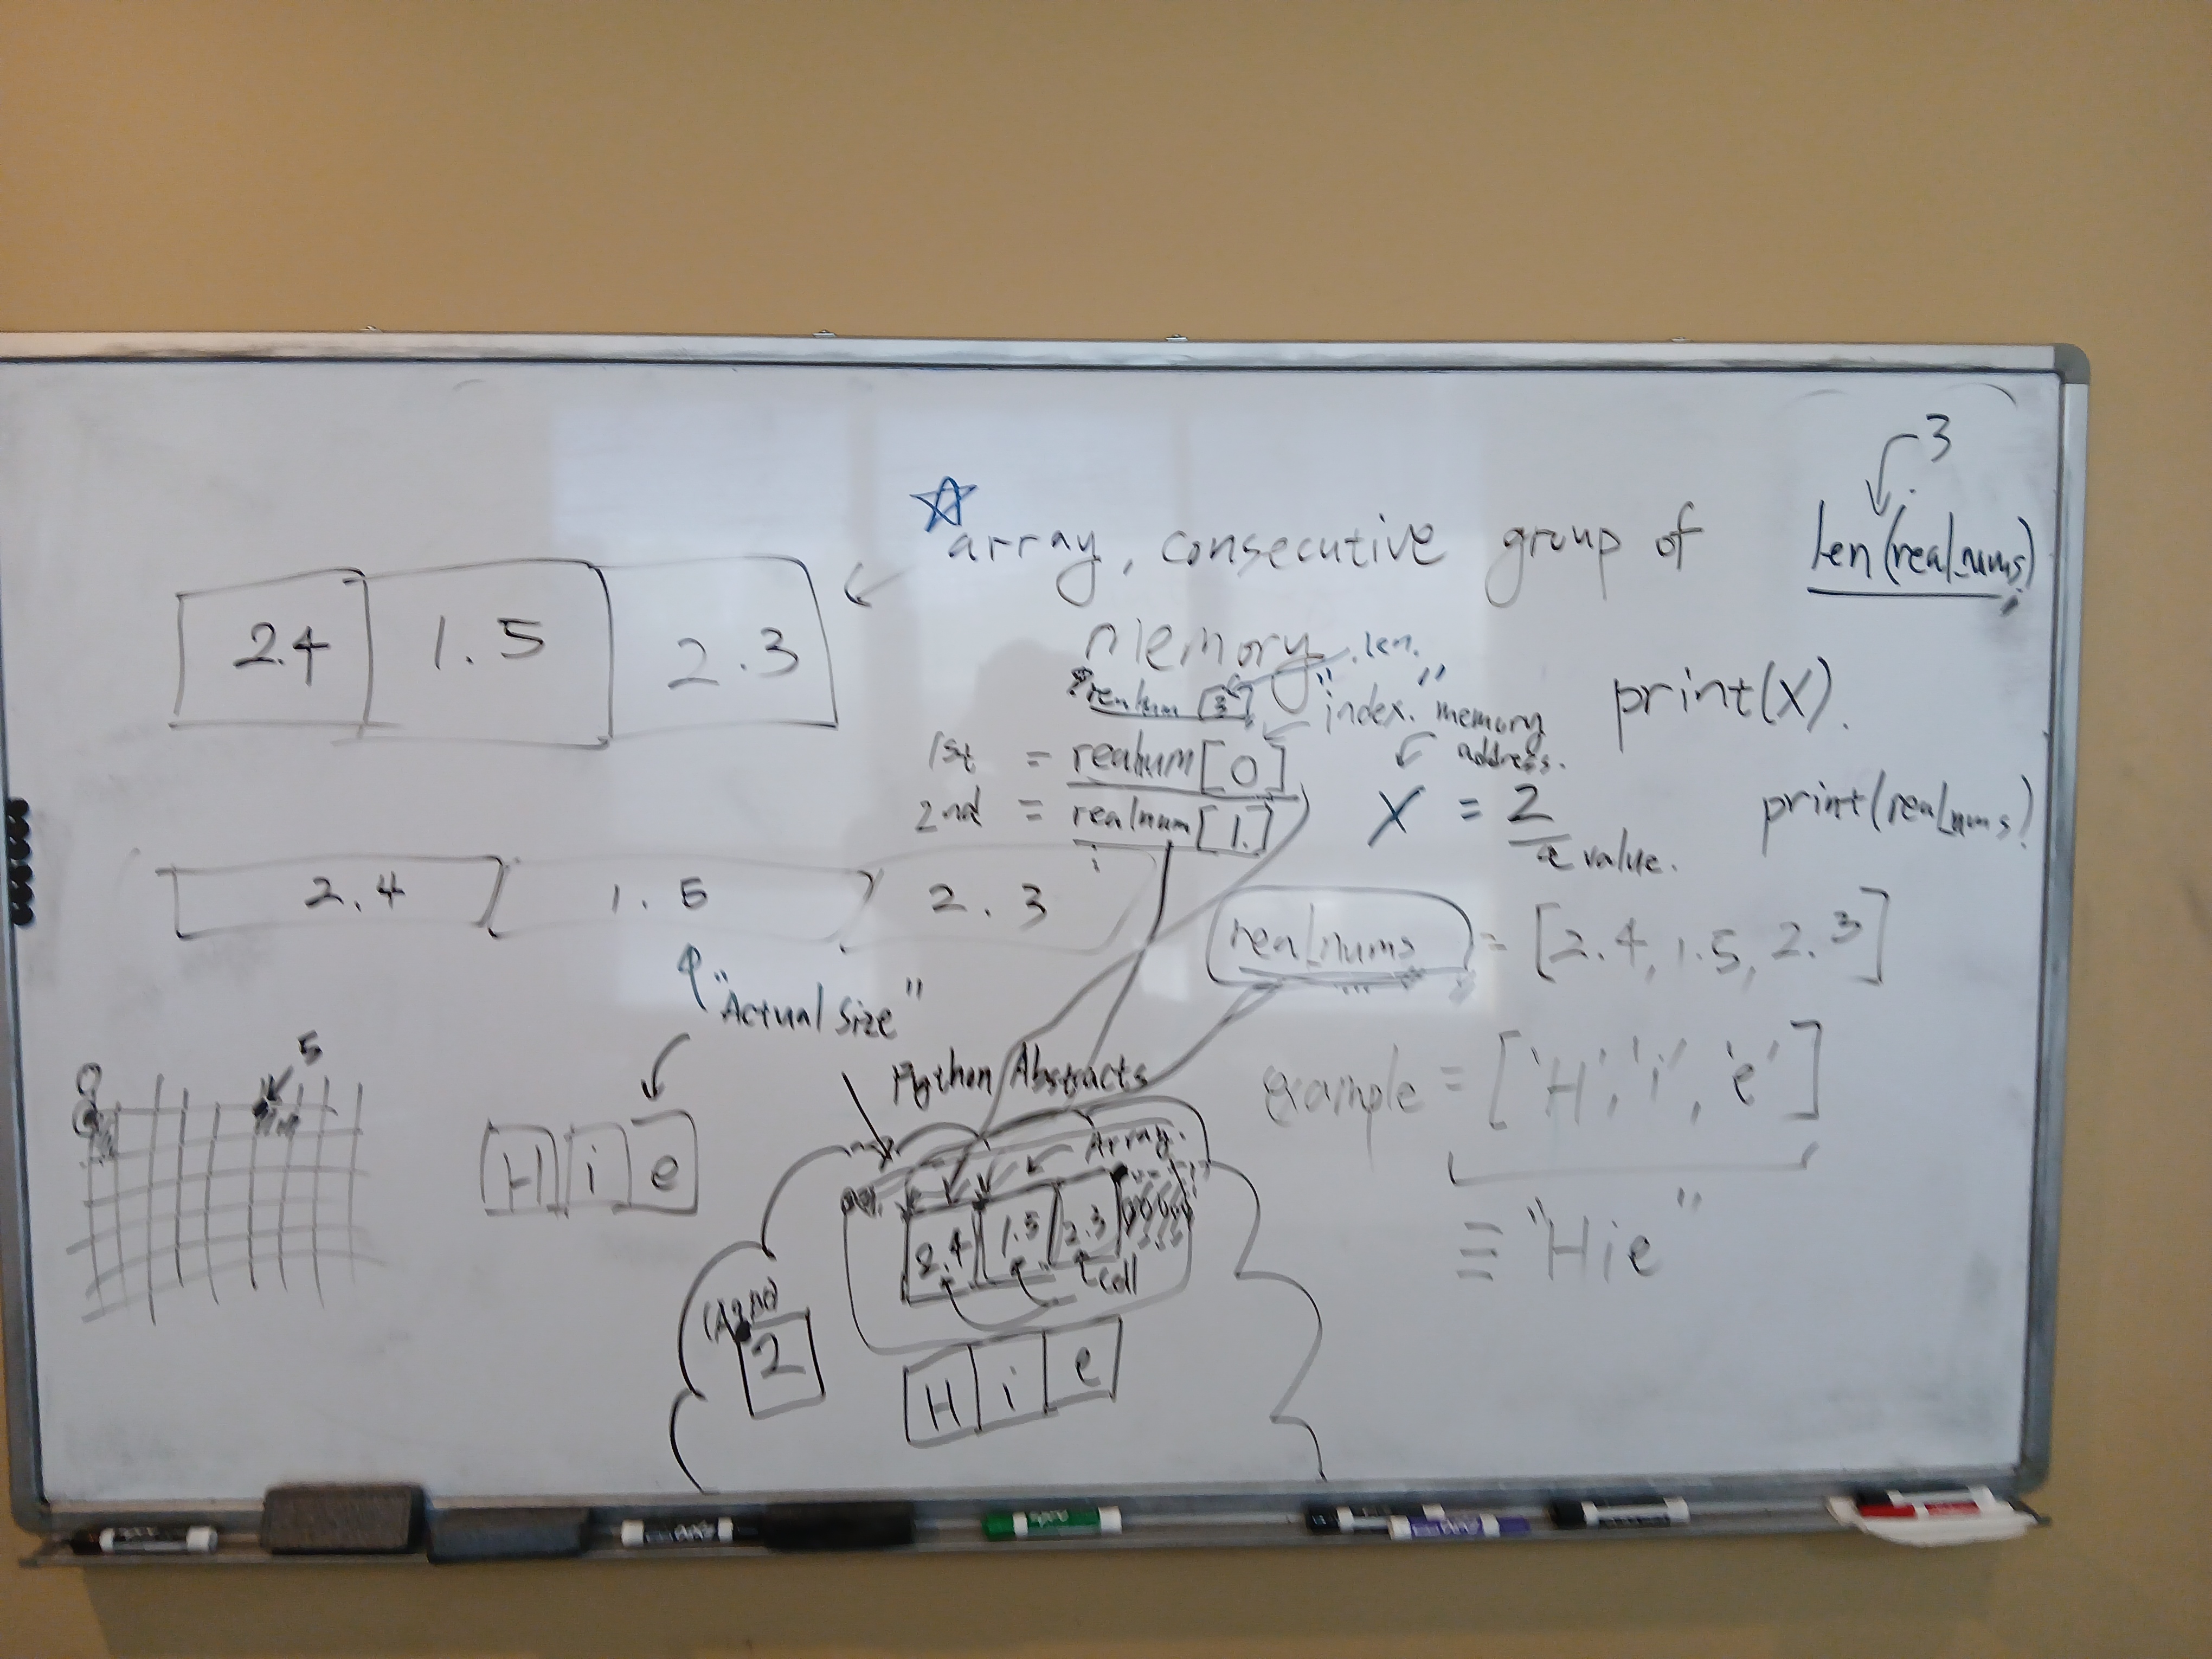 3
array, consecutive group of
len(real_nums)
2.4 1.5 2.3
memory
len.
realnum [3]
"index."
memory
address.
print(X).
1st = realnum[0]
2nd = realnum[1]
X = 2
value.
print(real_nums)
2.4 1.5 2.3
real_nums = [2.4, 1.5, 2.3]
"Actual Size"
5
0
Python Abstracts
example = ['H', 'i', 'e']
H i e
Array.
2.4 1.5 2.3
Cell
≡ "Hie"
2
H i e